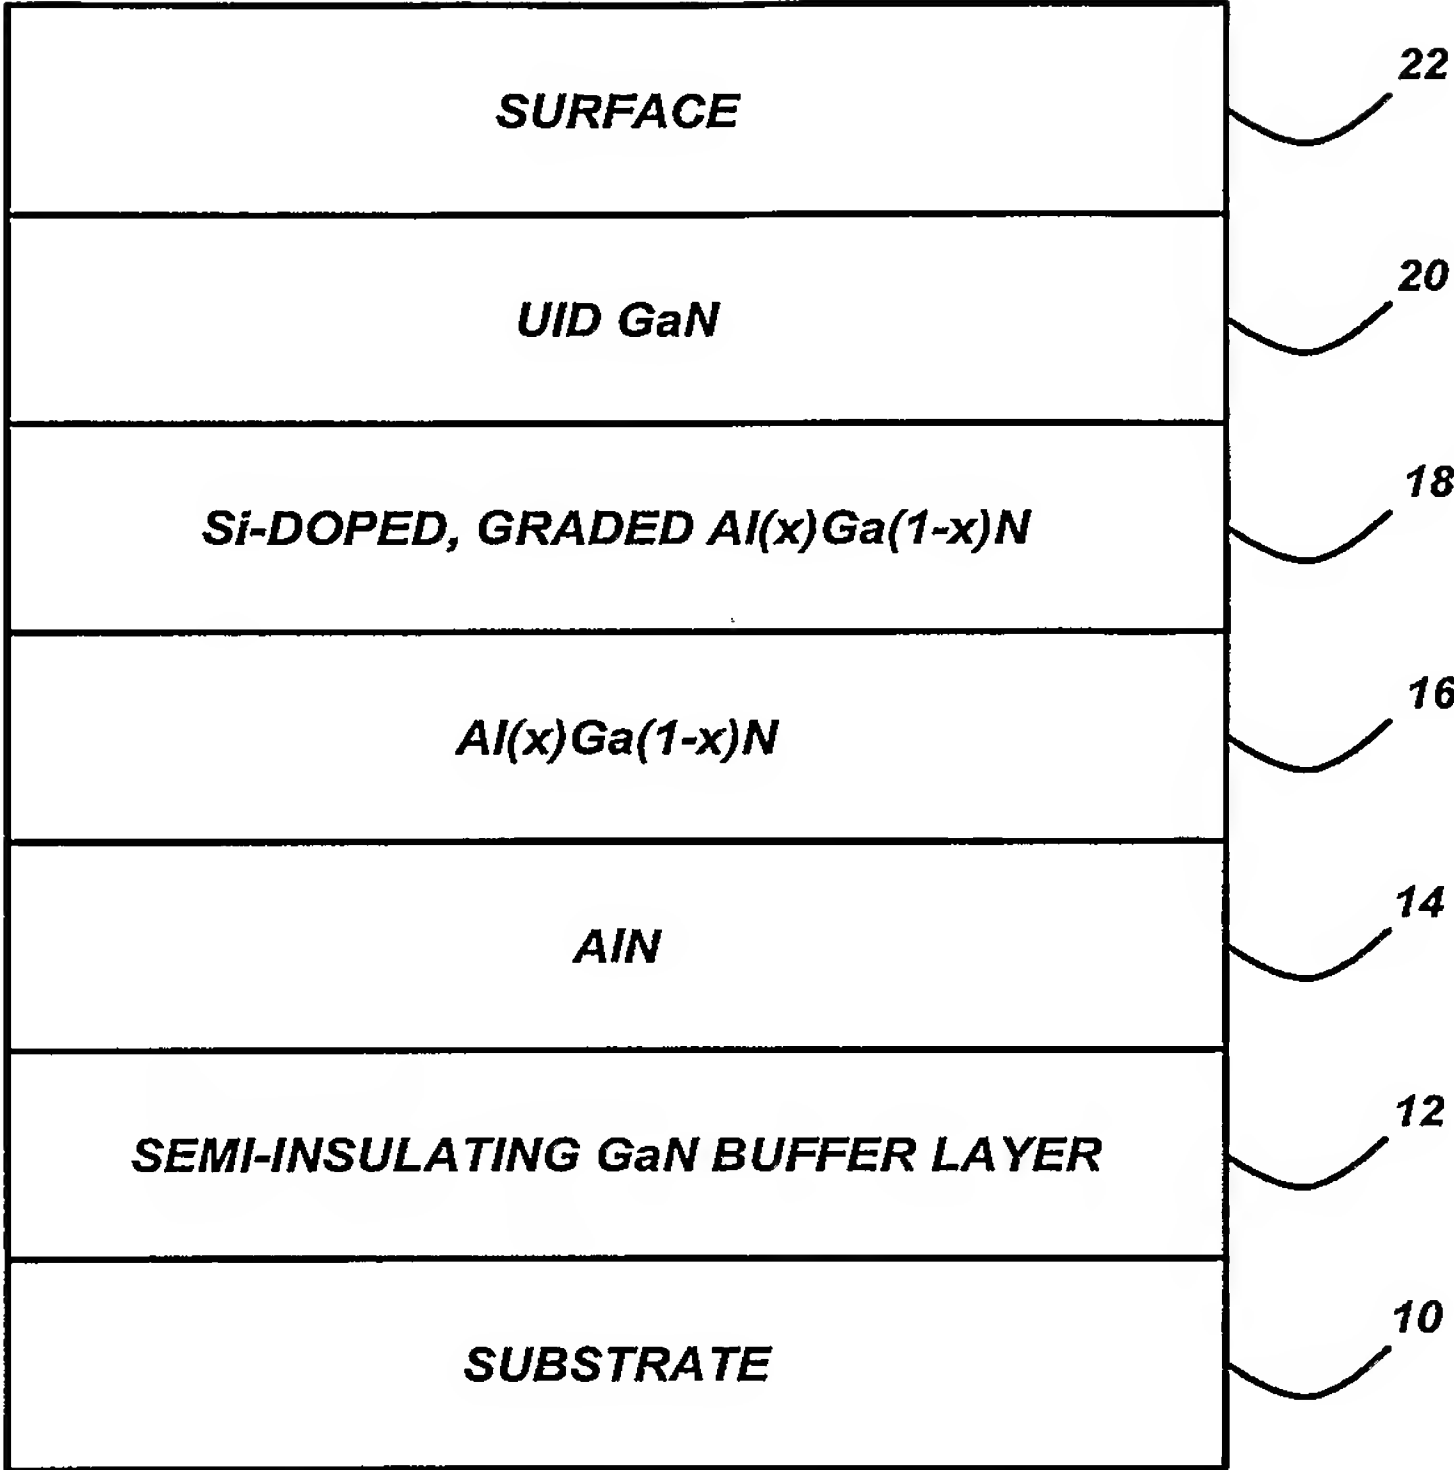 SURFACE
22
UID GaN
20
Si-DOPED, GRADED Al(x)Ga(1-x)N
18
Al(x)Ga(1-x)N
16
AlN
14
SEMI-INSULATING GaN BUFFER LAYER
12
SUBSTRATE
10